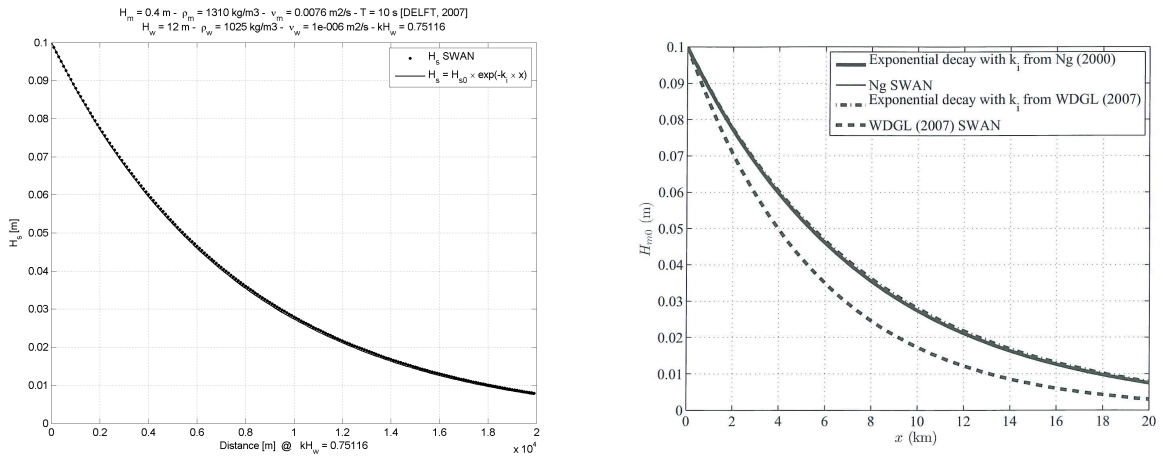 H_m = 0.4 m - ρ_m = 1310 kg/m3 - ν_m = 0.0076 m2/s - T = 10 s [DELFT, 2007]
H_w = 12 m - ρ_w = 1025 kg/m3 - ν_w = 1e-006 m2/s - kH_w = 0.75116
H_s SWAN
H_s = H_s0 × exp(-k_i × x)
0.1
0.09
0.08
0.07
0.06
0.05
0.04
0.03
0.02
0.01
0
H_s [m]
0 0.2 0.4 0.6 0.8 1 1.2 1.4 1.6 1.8 2
Distance [m] @ kH_w = 0.75116
x 10^4
Exponential decay with k_i from Ng (2000)
Ng SWAN
Exponential decay with k_i from WDGL (2007)
WDGL (2007) SWAN
0.1
0.09
0.08
0.07
0.06
0.05
0.04
0.03
0.02
0.01
0
H_m0 (m)
0 2 4 6 8 10 12 14 16 18 20
x (km)